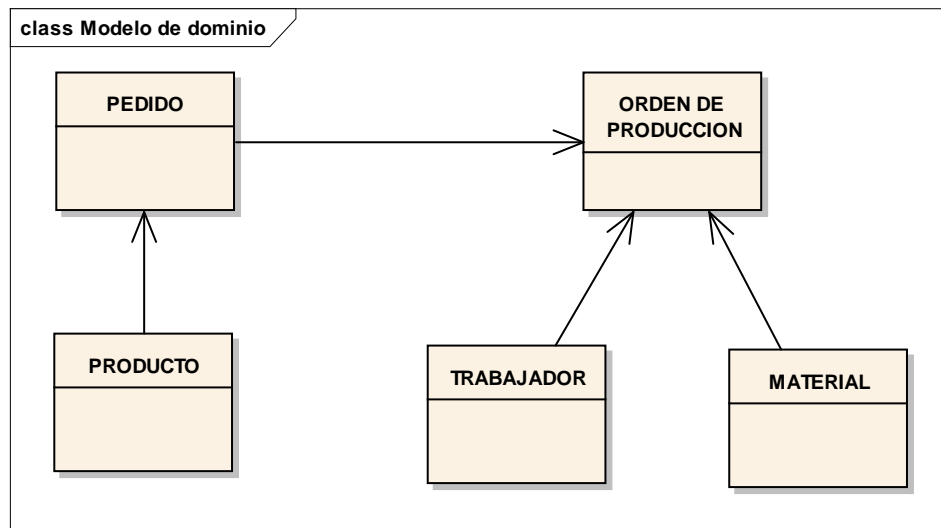 class Modelo de dominio
PEDIDO
ORDEN DE
PRODUCCION
PRODUCTO
TRABAJADOR
MATERIAL